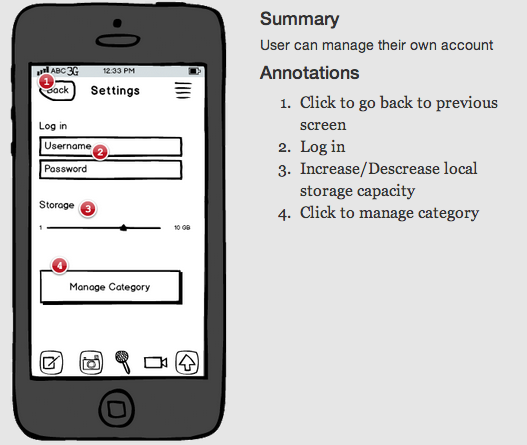 ABC 3G 12:33 PM
1
Back Settings
Log in
Username 2
Password
Storage 3
1 10 GB
4
Manage Category
Summary
User can manage their own account
Annotations
1. Click to go back to previous
screen
2. Log in
3. Increase/Descrease local
storage capacity
4. Click to manage category